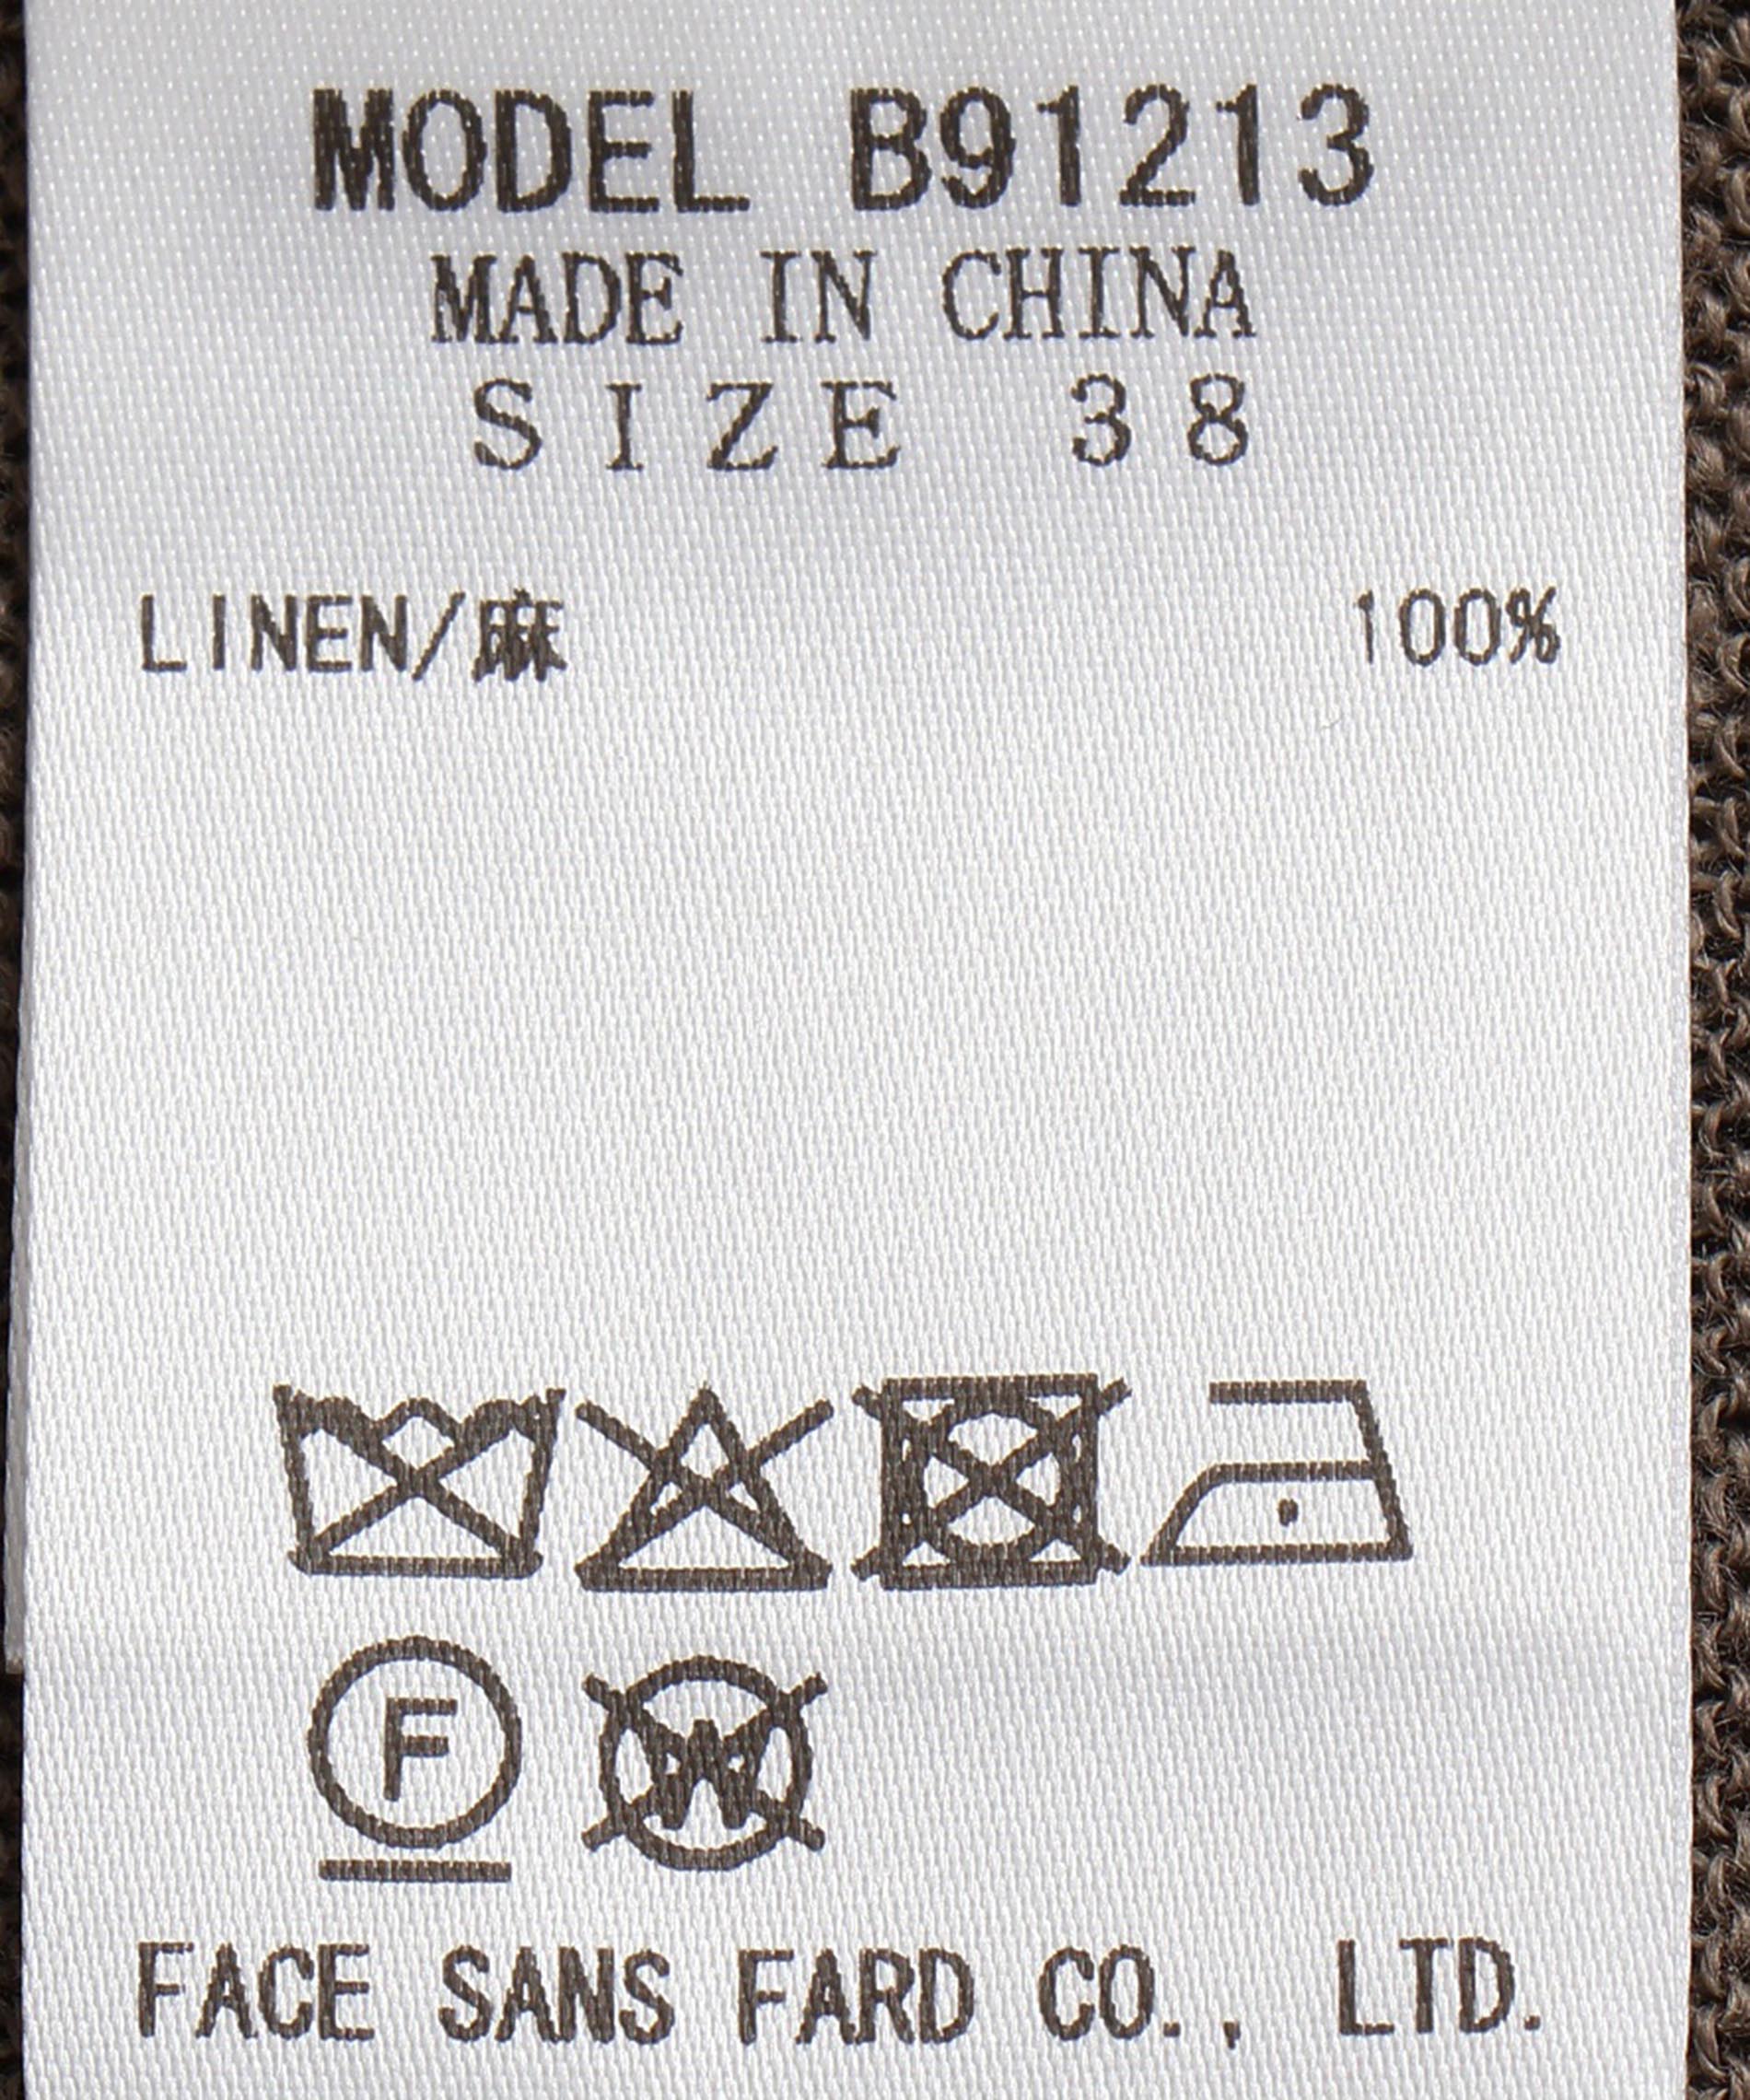 MODEL B91213
MADE IN CHINA
SIZE 38
LINEN/麻 100%
F W
FACE SANS FARD CO., LTD.